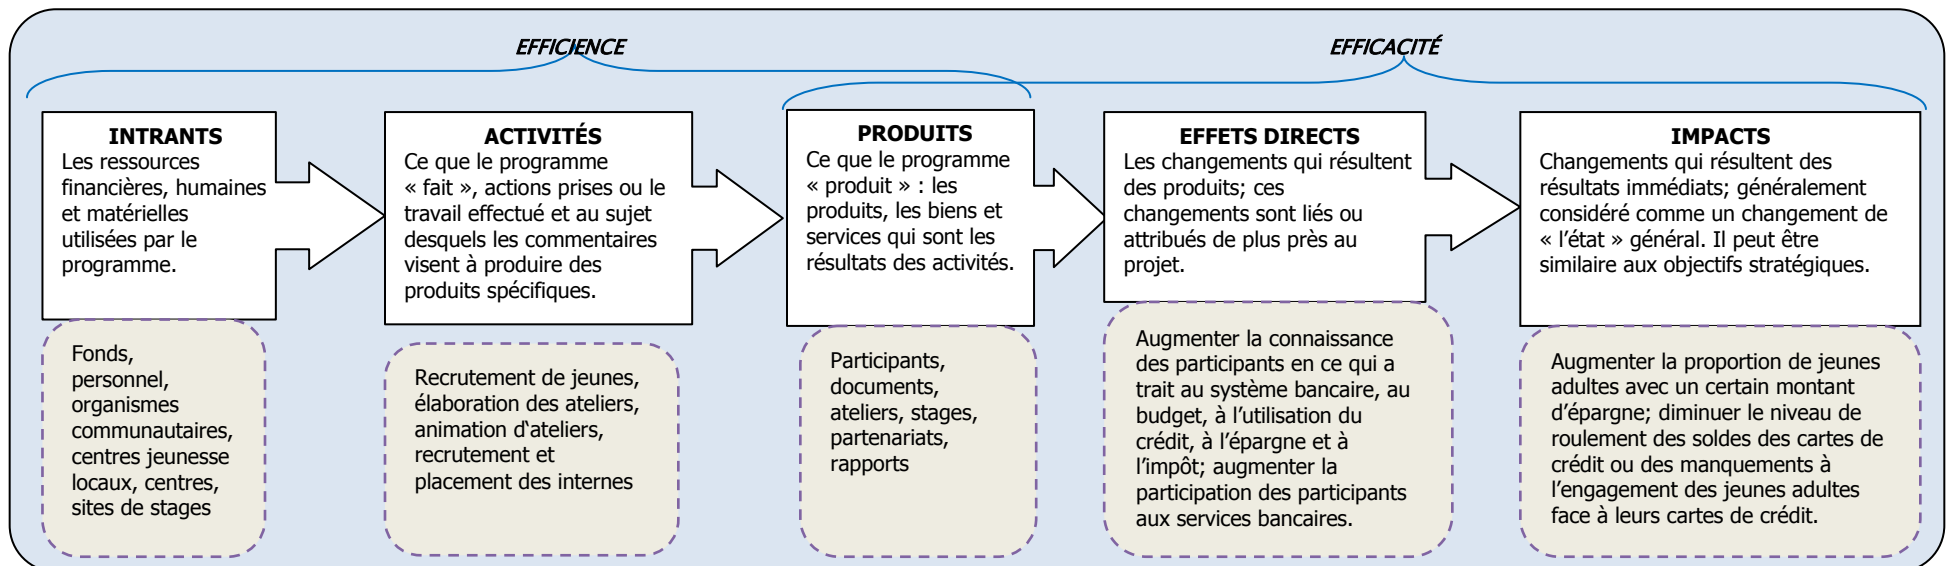 EFFICIENCE
EFFICACITÉ
INTRANTS
Les ressources
financières, humaines
et matérielles
utilisées par le
programme.
ACTIVITÉS
Ce que le programme
« fait », actions prises ou le
travail effectué et au sujet
desquels les commentaires
visent à produire des
produits spécifiques.
PRODUITS
Ce que le programme
« produit » : les
produits, les biens et
services qui sont les
résultats des activités.
EFFETS DIRECTS
Les changements qui résultent
des produits; ces
changements sont liés ou
attribués de plus près au
projet.
IMPACTS
Changements qui résultent des
résultats immédiats; généralement
considéré comme un changement de
« l’état » général. Il peut être
similaire aux objectifs stratégiques.
Fonds,
personnel,
organismes
communautaires,
centres jeunesse
locaux, centres,
sites de stages
Recrutement de jeunes,
élaboration des ateliers,
animation d‘ateliers,
recrutement et
placement des internes
Participants,
documents,
ateliers, stages,
partenariats,
rapports
Augmenter la connaissance
des participants en ce qui a
trait au système bancaire, au
budget, à l’utilisation du
crédit, à l’épargne et à
l’impôt; augmenter la
participation des participants
aux services bancaires.
Augmenter la proportion de jeunes
adultes avec un certain montant
d’épargne; diminuer le niveau de
roulement des soldes des cartes de
crédit ou des manquements à
l’engagement des jeunes adultes
face à leurs cartes de crédit.